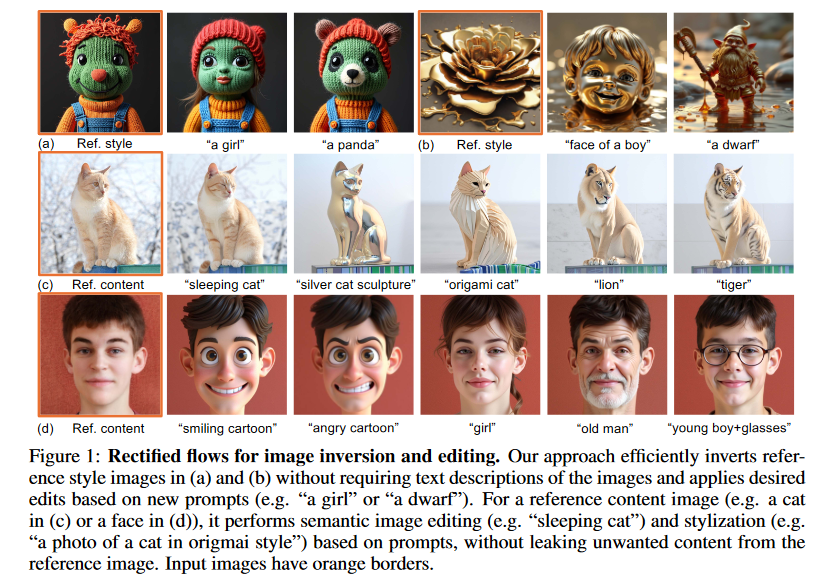 (a) Ref. style “a girl” “a panda” (b) Ref. style “face of a boy” “a dwarf”
(c) Ref. content “sleeping cat” “silver cat sculpture” “origami cat” “lion” “tiger”
(d) Ref. content “smiling cartoon” “angry cartoon” “girl” “old man” “young boy+glasses”
Figure 1: Rectified flows for image inversion and editing. Our approach efficiently inverts refer-
ence style images in (a) and (b) without requiring text descriptions of the images and applies desired
edits based on new prompts (e.g. “a girl” or “a dwarf”). For a reference content image (e.g. a cat
in (c) or a face in (d)), it performs semantic image editing (e.g. “sleeping cat”) and stylization (e.g.
“a photo of a cat in origmai style”) based on prompts, without leaking unwanted content from the
reference image. Input images have orange borders.